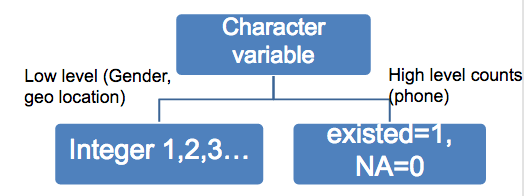 Character
variable
Low level (Gender,
geo location)
High level counts
(phone)
Integer 1,2,3...
existed=1,
NA=0